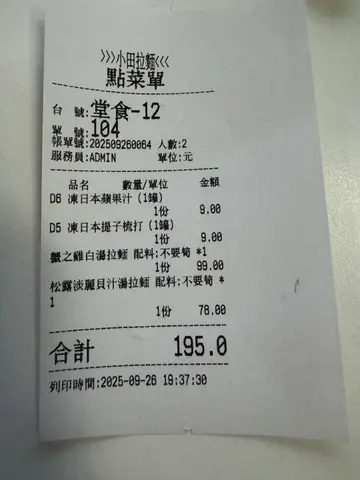 >>>小田拉麵<<<
點菜單
台 號:堂食-12
單 號:104
帳單號:202509260064 人數:2
服務員:ADMIN 單位:元
品名 數量/單位 金額
D6 凍日本蘋果汁 (1罐)
1份 9.00
D5 凍日本提子梳打 (1罐)
1份 9.00
蟹之雞白湯拉麵 配料:不要筍 *1
1份 99.00
松露淡麗貝汁湯拉麵 配料:不要筍 *
1
1份 78.00
合計 195.0
列印時間:2025-09-26 19:37:30